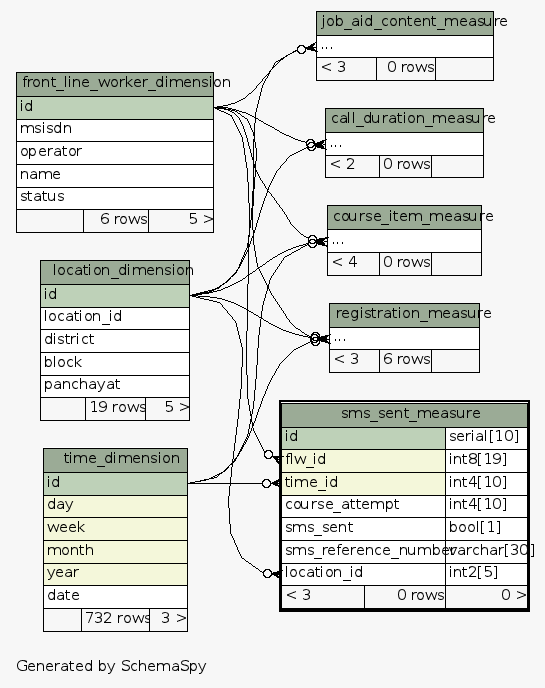 job_aid_content_measure
...
< 3 0 rows
front_line_worker_dimension
id
msisdn
operator
name
status
6 rows 5 >
call_duration_measure
...
< 2 0 rows
course_item_measure
...
< 4 0 rows
location_dimension
id
location_id
district
block
panchayat
19 rows 5 >
registration_measure
...
< 3 6 rows
time_dimension
id
day
week
month
year
date
732 rows 3 >
sms_sent_measure
id serial[10]
flw_id int8[19]
time_id int4[10]
course_attempt int4[10]
sms_sent bool[1]
sms_reference_number varchar[30]
location_id int2[5]
< 3 0 rows 0 >
Generated by SchemaSpy